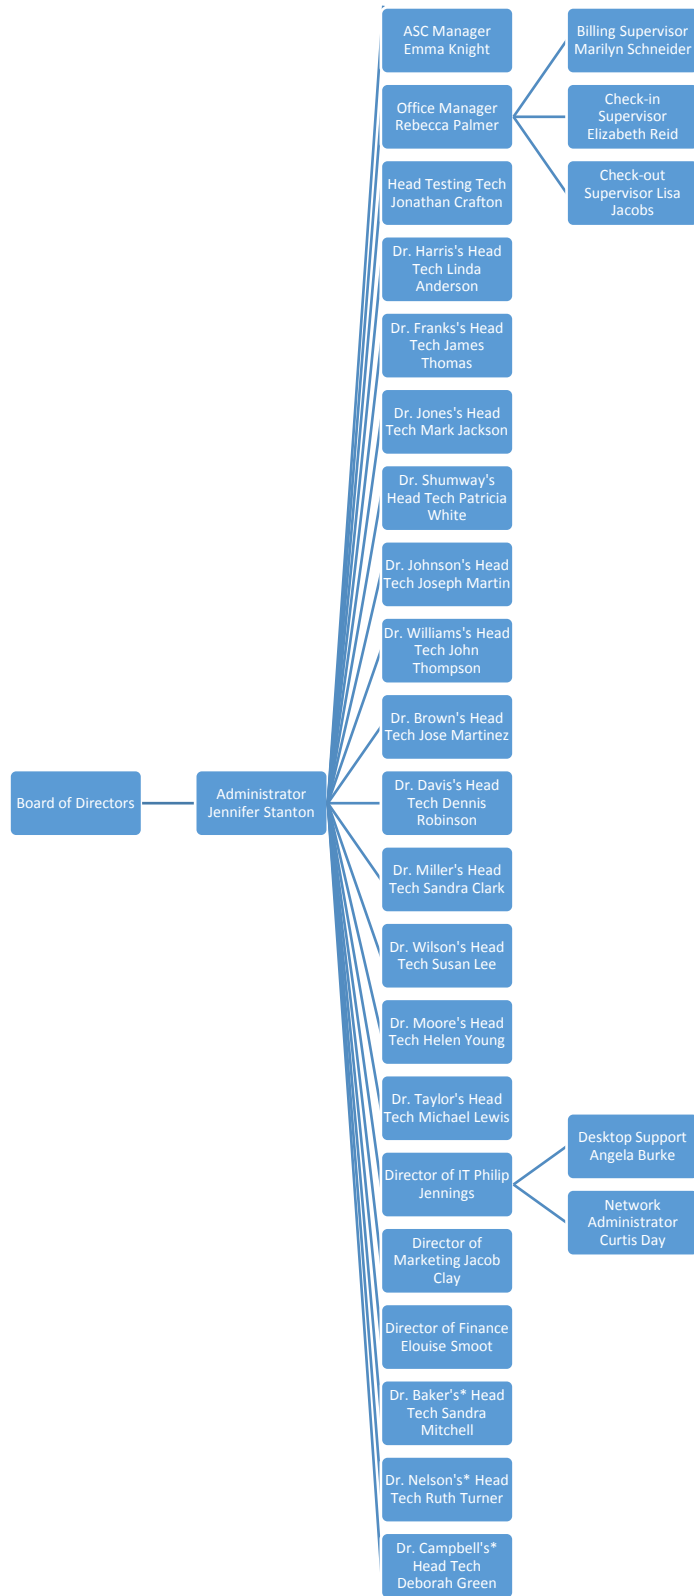 ASC Manager
Emma Knight
Billing Supervisor
Marilyn Schneider
Office Manager
Rebecca Palmer
Check-in
Supervisor
Elizabeth Reid
Head Testing Tech
Jonathan Crafton
Check-out
Supervisor Lisa
Jacobs
Dr. Harris's Head
Tech Linda
Anderson
Dr. Franks's Head
Tech James
Thomas
Dr. Jones's Head
Tech Mark Jackson
Dr. Shumway's
Head Tech Patricia
White
Dr. Johnson's Head
Tech Joseph Martin
Dr. Williams's Head
Tech John
Thompson
Dr. Brown's Head
Tech Jose Martinez
Board of Directors
Administrator
Jennifer Stanton
Dr. Davis's Head
Tech Dennis
Robinson
Dr. Miller's Head
Tech Sandra Clark
Dr. Wilson's Head
Tech Susan Lee
Dr. Moore's Head
Tech Helen Young
Dr. Taylor's Head
Tech Michael Lewis
Director of IT Philip
Jennings
Desktop Support
Angela Burke
Network
Administrator
Curtis Day
Director of
Marketing Jacob
Clay
Director of Finance
Elouise Smoot
Dr. Baker's* Head
Tech Sandra
Mitchell
Dr. Nelson's* Head
Tech Ruth Turner
Dr. Campbell's*
Head Tech
Deborah Green